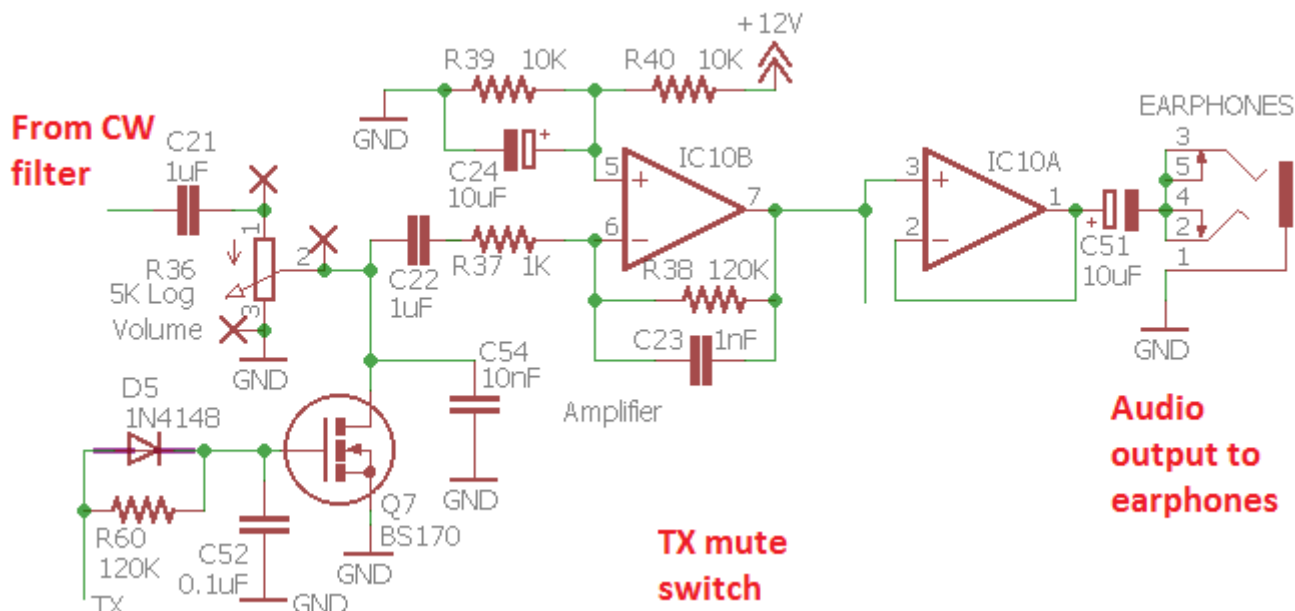 +12V
R39 10K
R40 10K
GND
From CW
filter
C21
1uF
C24
10uF
5
6
7
IC10B
3
2
1
IC10A
EARPHONES
3
5
4
2
1
C51
10uF
GND
1
2
3
R36
5K Log
Volume
GND
C22
1uF
R37 1K
R38 120K
C23 1nF
C54
10nF
GND
Amplifier
D5
1N4148
R60
120K
TX
C52
0.1uF
GND
Q7
BS170
GND
TX mute
switch
Audio
output to
earphones